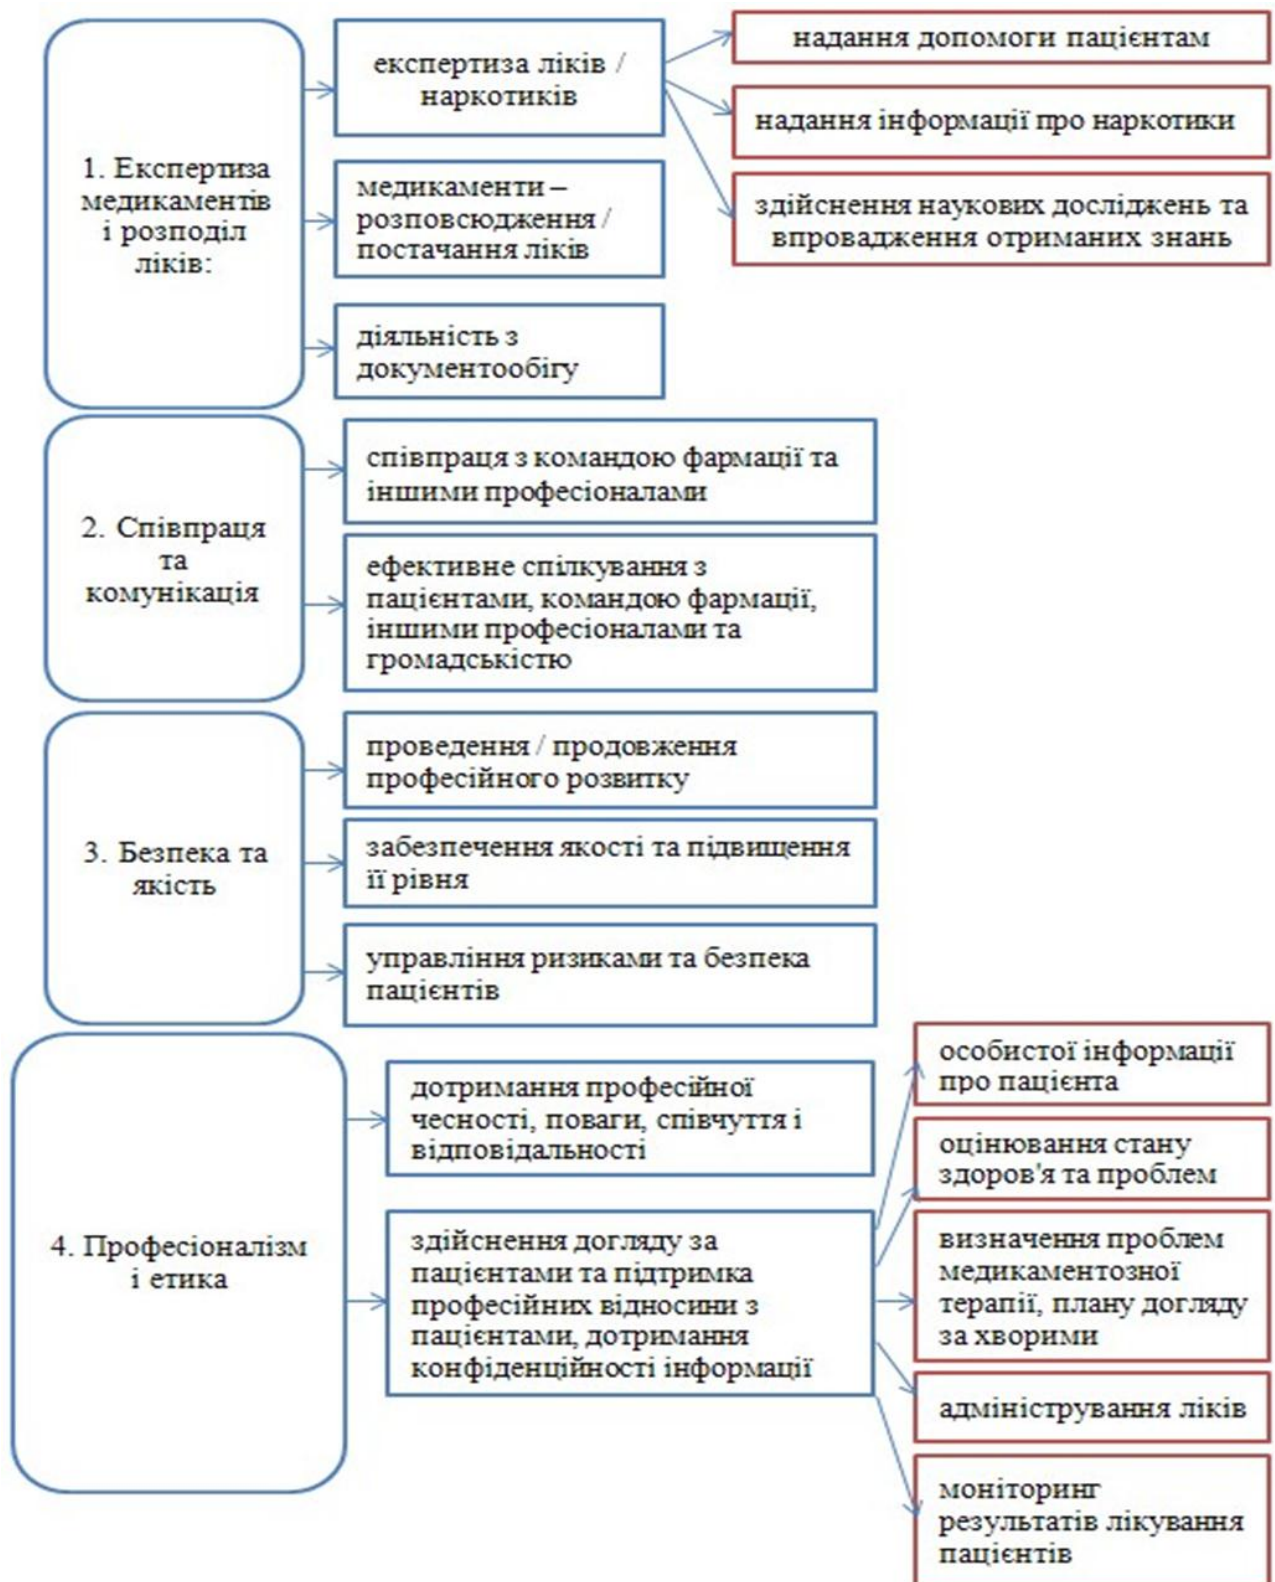 1. Експертиза
медикаментів
і розподіл
ліків:
експертиза ліків /
наркотиків
надання допомоги пацієнтам
надання інформації про наркотики
здійснення наукових досліджень та
впровадження отриманих знань
медикаменти –
розповсюдження /
постачання ліків
діяльність з
документообігу
2. Співпраця
та
комунікація
співпраця з командою фармації та
іншими професіоналами
ефективне спілкування з
пацієнтами, командою фармації,
іншими професіоналами та
громадськістю
3. Безпека та
якість
проведення / продовження
професійного розвитку
забезпечення якості та підвищення
її рівня
управління ризиками та безпека
пацієнтів
4. Професіоналізм
і етика
дотримання професійної
чесності, поваги, співчуття і
відповідальності
здійснення догляду за
пацієнтами та підтримка
професійних відносини з
пацієнтами, дотримання
конфіденційності інформації
особистої інформації
про пацієнта
оцінювання стану
здоров'я та проблем
визначення проблем
медикаментозної
терапії, плану догляду
за хворими
адміністрування ліків
моніторинг
результатів лікування
пацієнтів